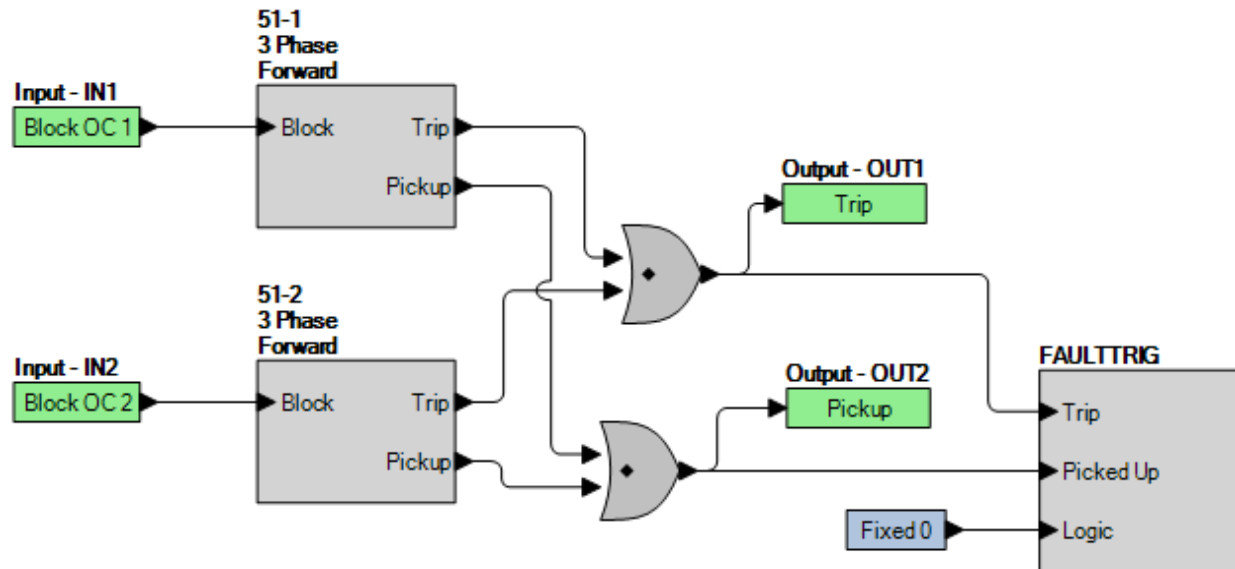 51-1
3 Phase
Forward
Input - IN1
Block OC 1
Block
Trip
Pickup
Output - OUT1
Trip
51-2
3 Phase
Forward
Input - IN2
Block OC 2
Block
Trip
Pickup
Output - OUT2
Pickup
FAULTTRIG
Trip
Picked Up
Fixed 0
Logic